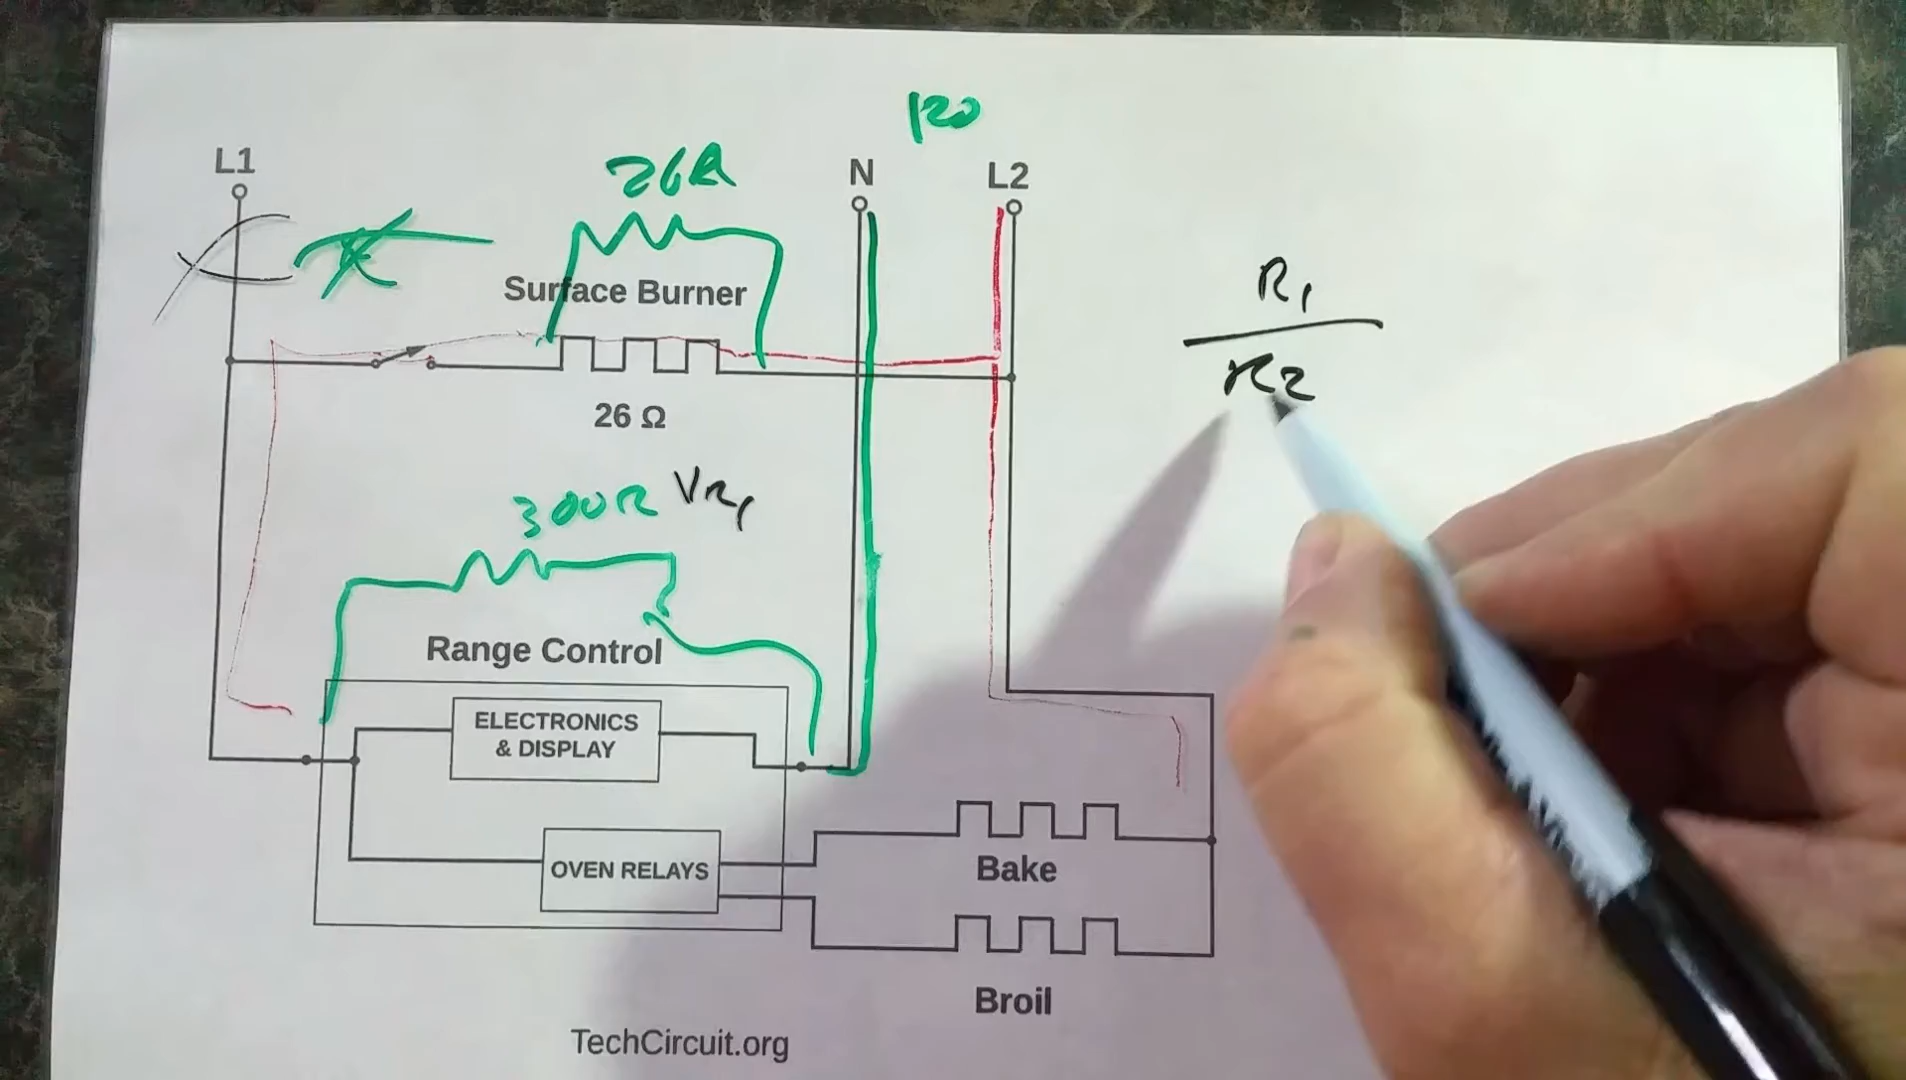 120
L1
26Ω
N
L2
Surface Burner
R1
R2
26 Ω
300Ω VR1
Range Control
ELECTRONICS
& DISPLAY
OVEN RELAYS
Bake
Broil
TechCircuit.org